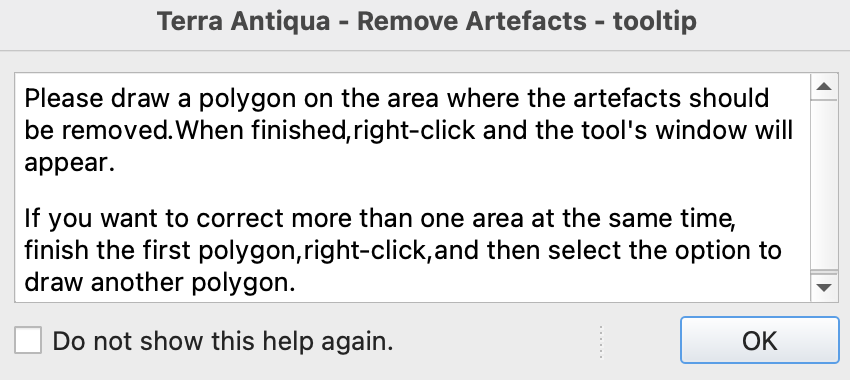 Terra Antiqua - Remove Artefacts - tooltip
Please draw a polygon on the area where the artefacts should
be removed.When finished,right-click and the tool's window will
appear.
If you want to correct more than one area at the same time,
finish the first polygon,right-click,and then select the option to
draw another polygon.
Do not show this help again.
OK